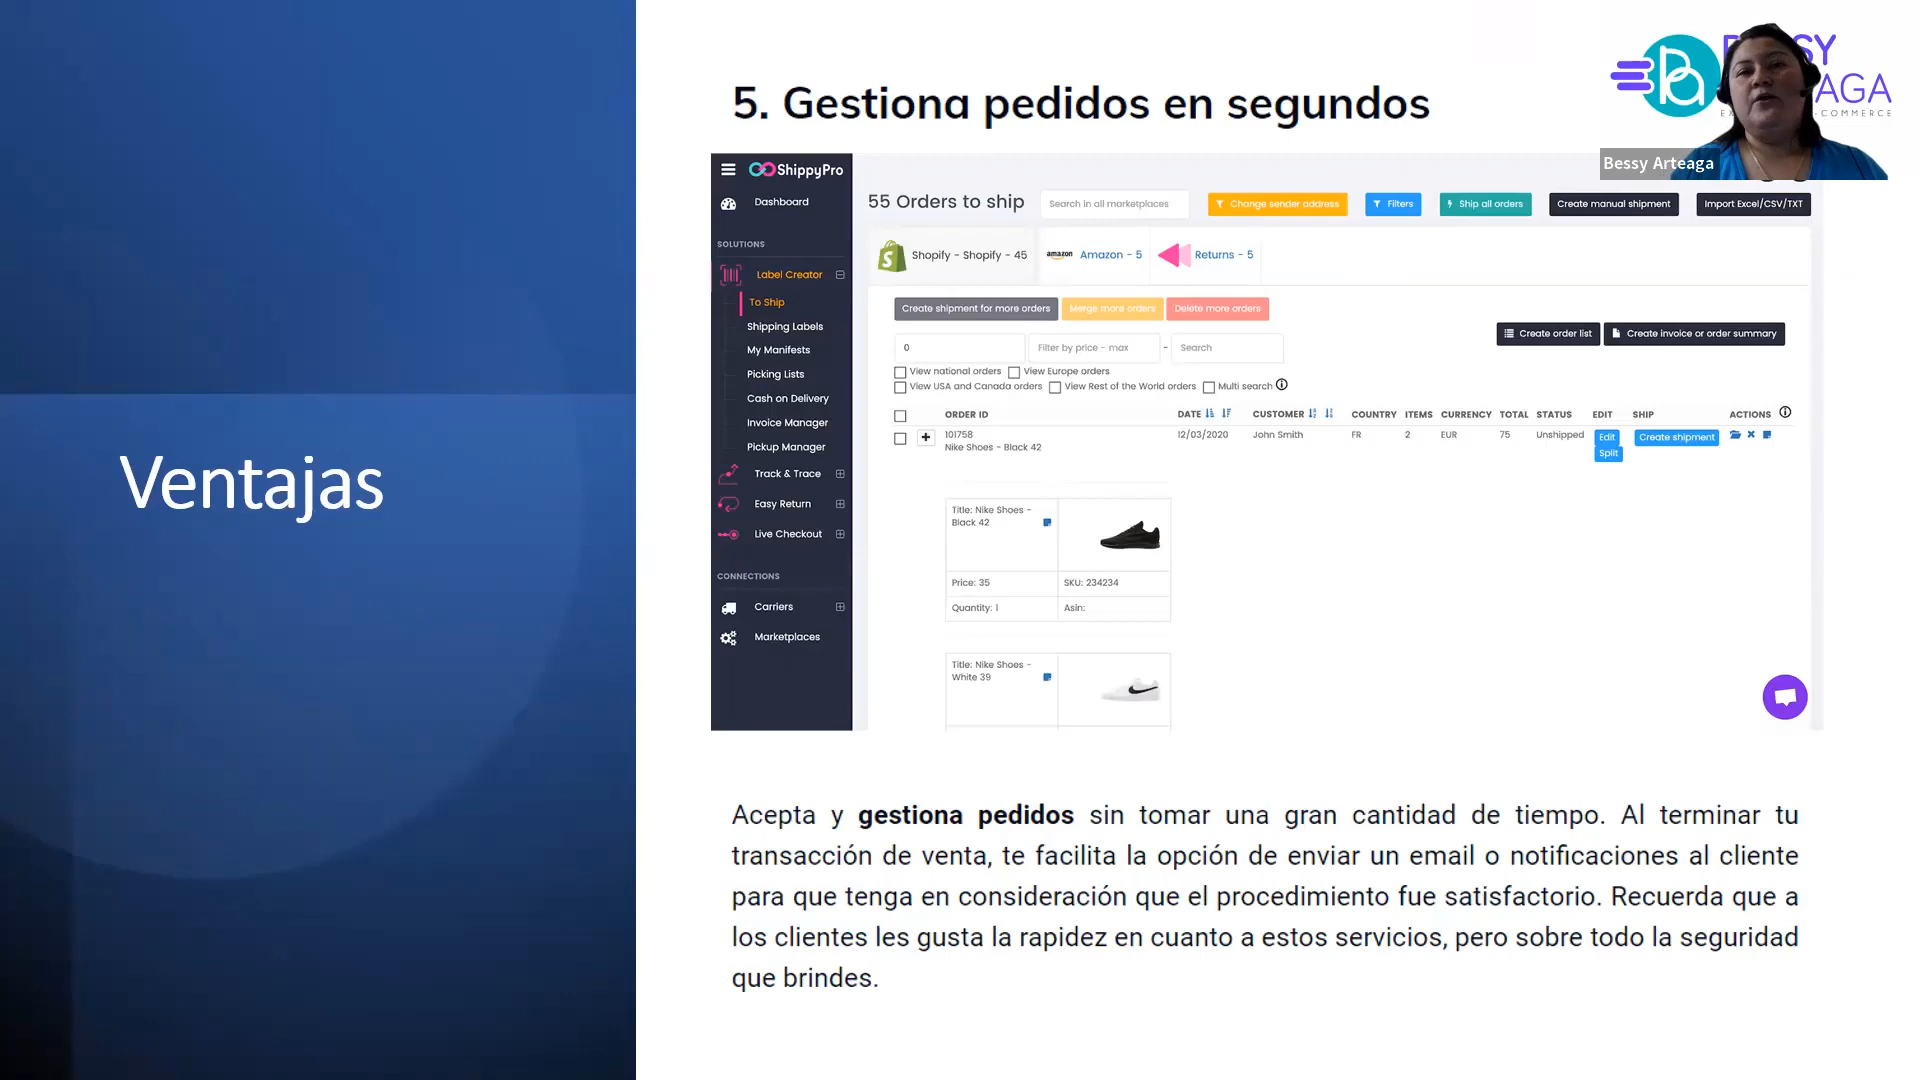 Ventajas
5. Gestiona pedidos en segundos
SY
AGA
-COMMERCE
Bessy Arteaga
ShippyPro
Dashboard
SOLUTIONS
Label Creator
To Ship
Shipping Labels
My Manifests
Picking Lists
Cash on Delivery
Invoice Manager
Pickup Manager
Track & Trace
Easy Return
Live Checkout
CONNECTIONS
Carriers
Marketplaces
55 Orders to ship
Search in all marketplaces
Change sender address
Filters
Ship all orders
Create manual shipment
Import Excel/CSV/TXT
Shopify - Shopify - 45
amazon Amazon - 5
Returns - 5
Create shipment for more orders
Merge more orders
Delete more orders
Create order list
Create invoice or order summary
0
Filter by price - max
-
Search
View national orders View Europe orders
View USA and Canada orders View Rest of the World orders Multi search
ORDER ID DATE CUSTOMER COUNTRY ITEMS CURRENCY TOTAL STATUS EDIT SHIP ACTIONS
101758 12/03/2020 John Smith FR 2 EUR 75 Unshipped Edit Create shipment
Nike Shoes - Black 42
Split
Title: Nike Shoes -
Black 42
Price: 35 SKU: 234234
Quantity: 1 Asin:
Title: Nike Shoes -
White 39
Acepta y gestiona pedidos sin tomar una gran cantidad de tiempo. Al terminar tu
transacción de venta, te facilita la opción de enviar un email o notificaciones al cliente
para que tenga en consideración que el procedimiento fue satisfactorio. Recuerda que a
los clientes les gusta la rapidez en cuanto a estos servicios, pero sobre todo la seguridad
que brindes.